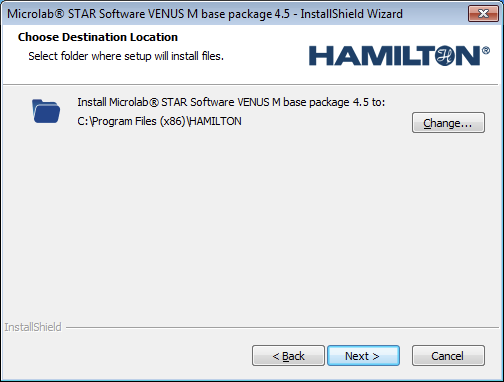 Microlab® STAR Software VENUS M base package 4.5 - InstallShield Wizard
Choose Destination Location
Select folder where setup will install files.
HAMILTON®
Install Microlab® STAR Software VENUS M base package 4.5 to:
C:\Program Files (x86)\HAMILTON
Change...
InstallShield
< Back
Next >
Cancel